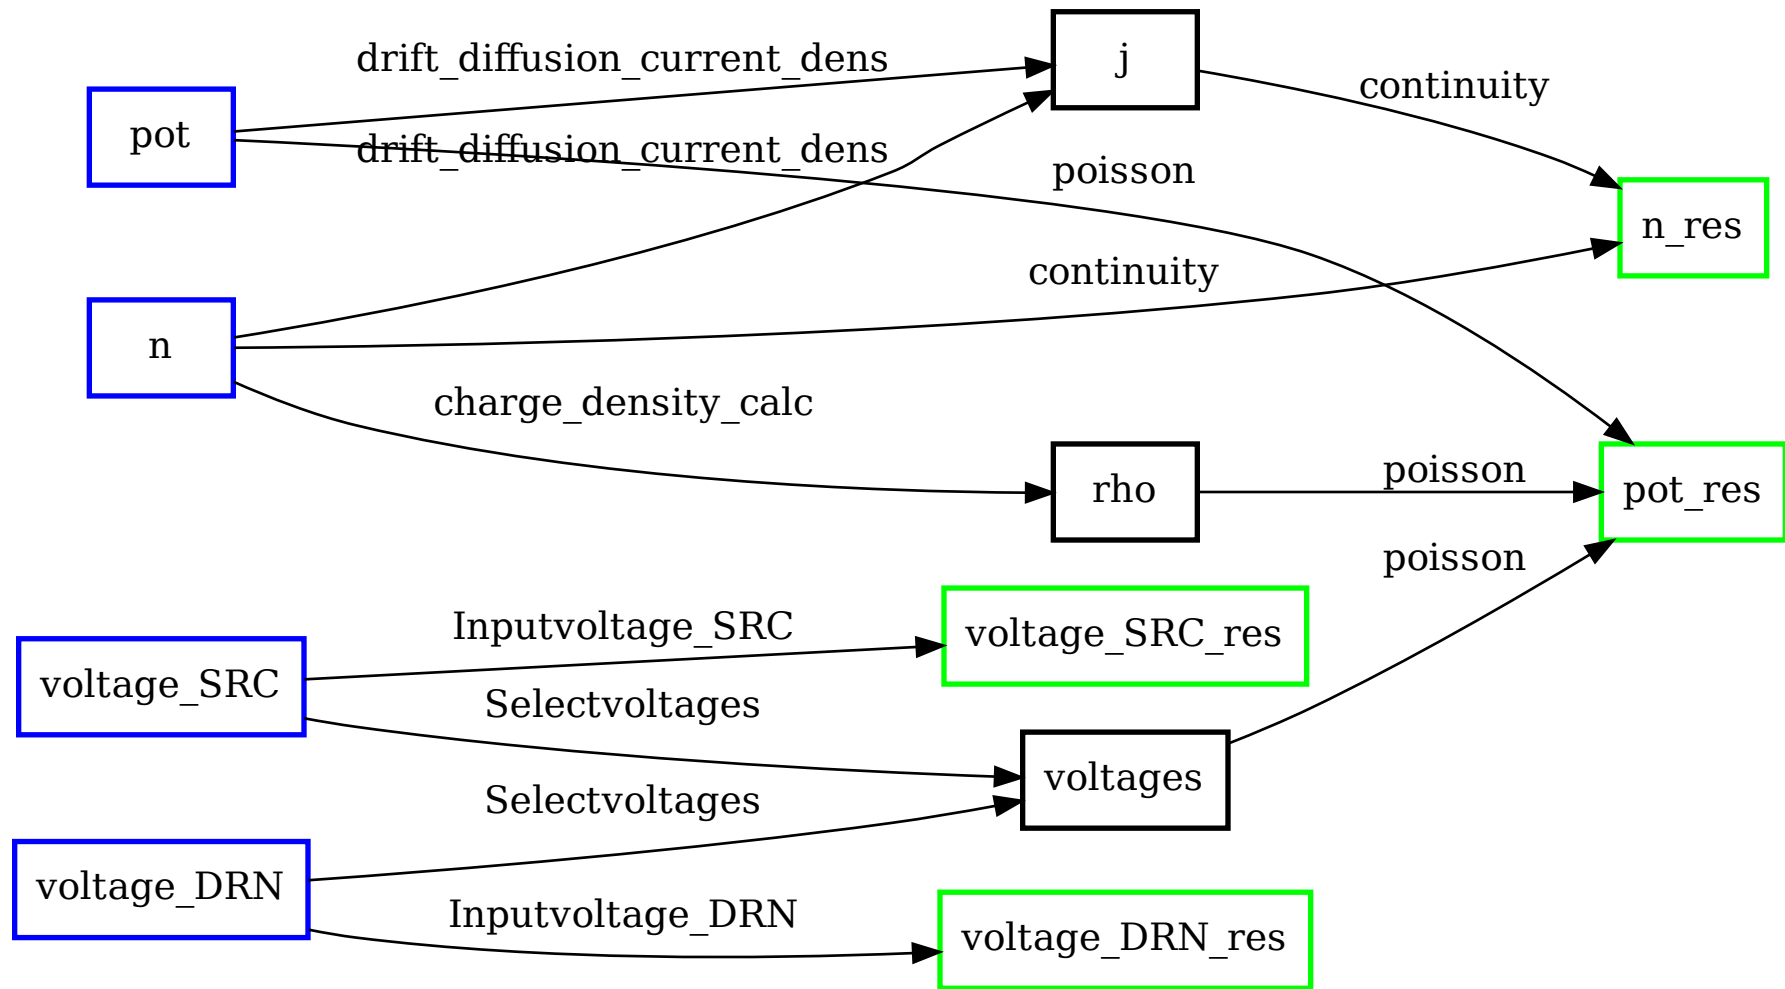 drift_diffusion_current_dens
j
continuity
pot
drift_diffusion_current_dens
poisson
n_res
continuity
n
charge_density_calc
rho
poisson
pot_res
poisson
Inputvoltage_SRC
voltage_SRC_res
voltage_SRC
Selectvoltages
voltages
Selectvoltages
voltage_DRN
Inputvoltage_DRN
voltage_DRN_res